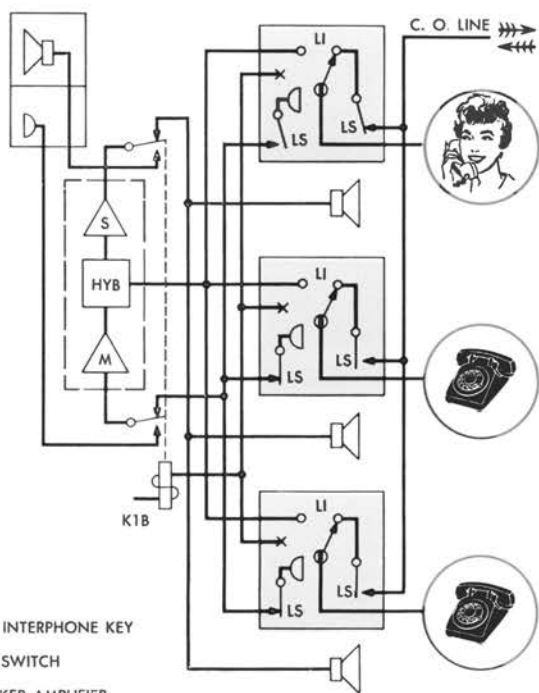 C. O. LINE
LI
LS
LS
S
HYB
M
LI
LS
LS
K1B
LI
LS
LS
INTERPHONE KEY
SWITCH